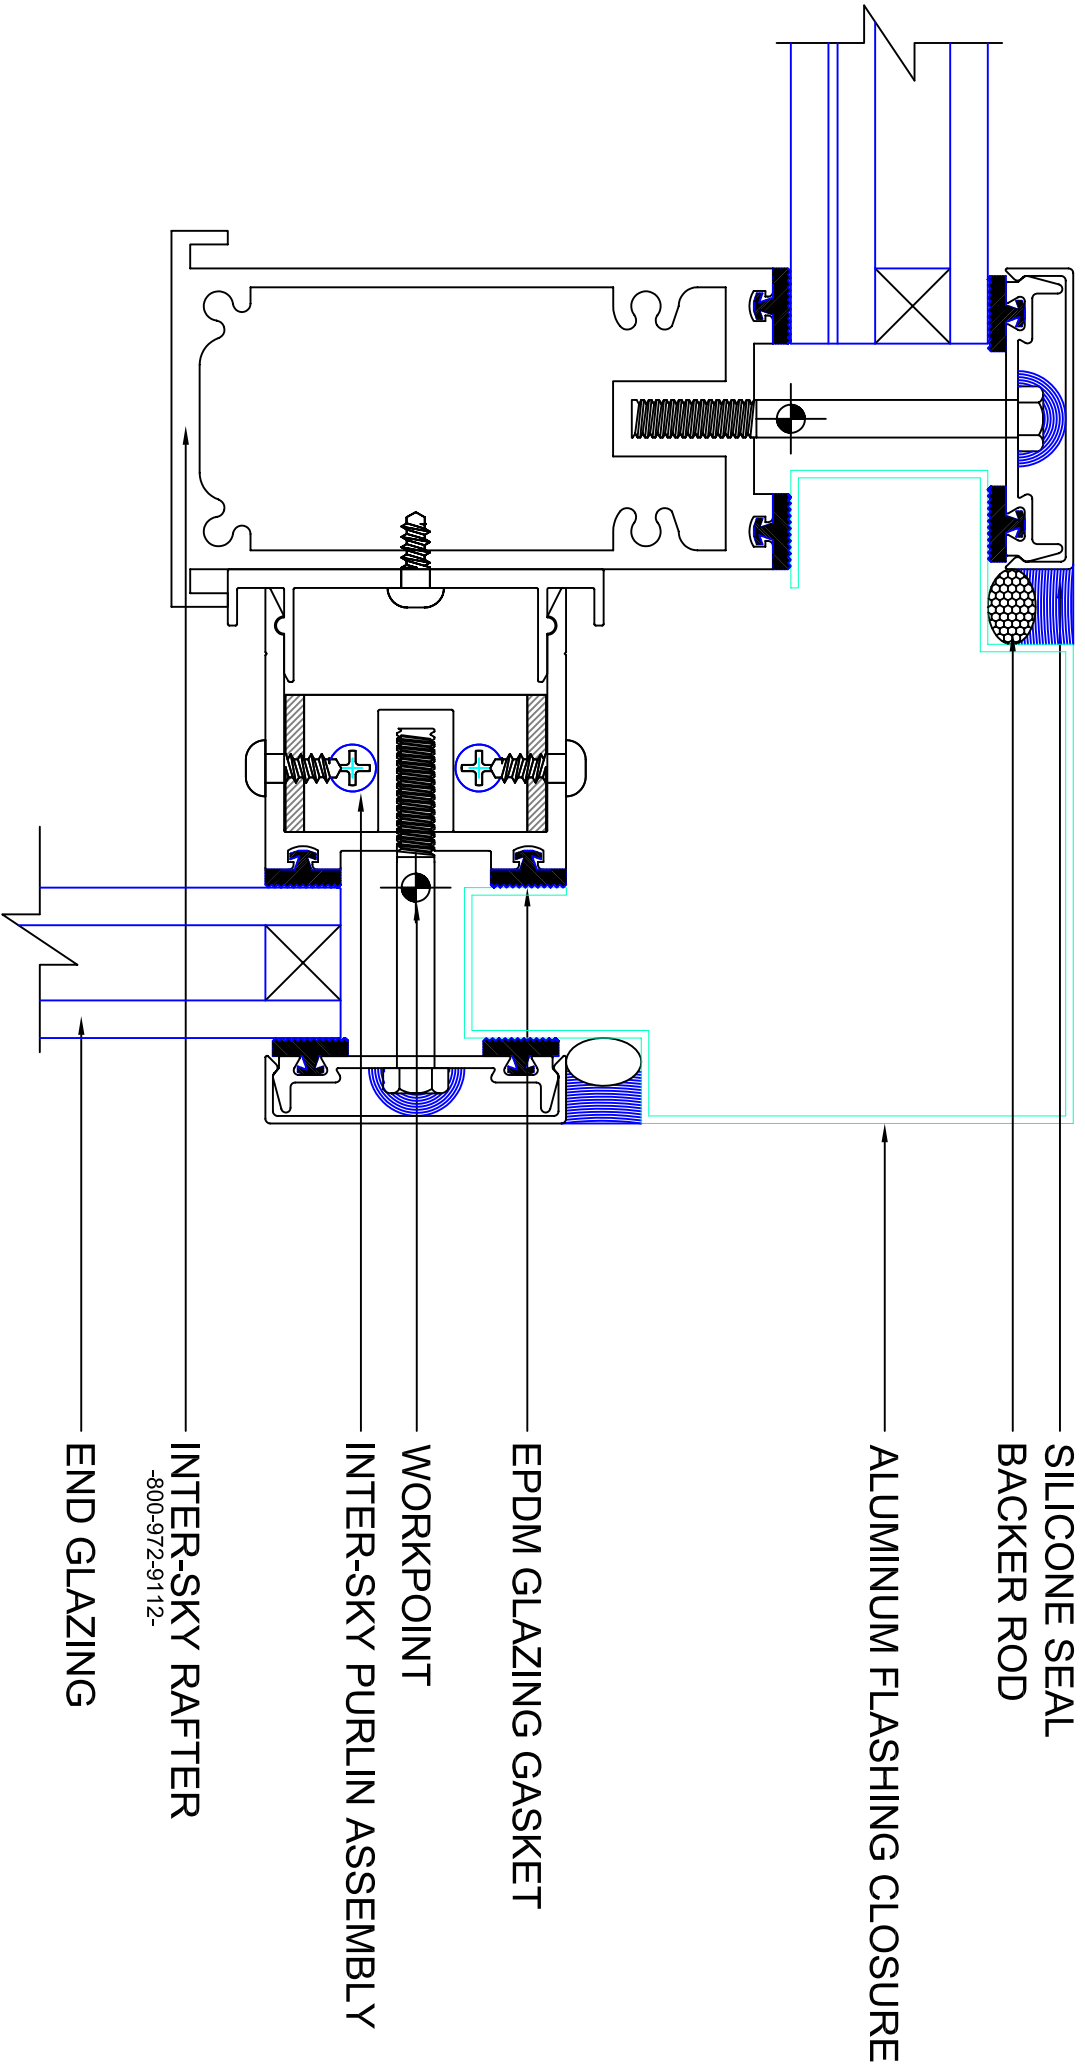 SILICONE SEAL
BACKER ROD
ALUMINUM FLASHING CLOSURE
EPDM GLAZING GASKET
WORKPOINT
INTER-SKY PURLIN ASSEMBLY
INTER-SKY RAFTER
-800-972-9112-
END GLAZING